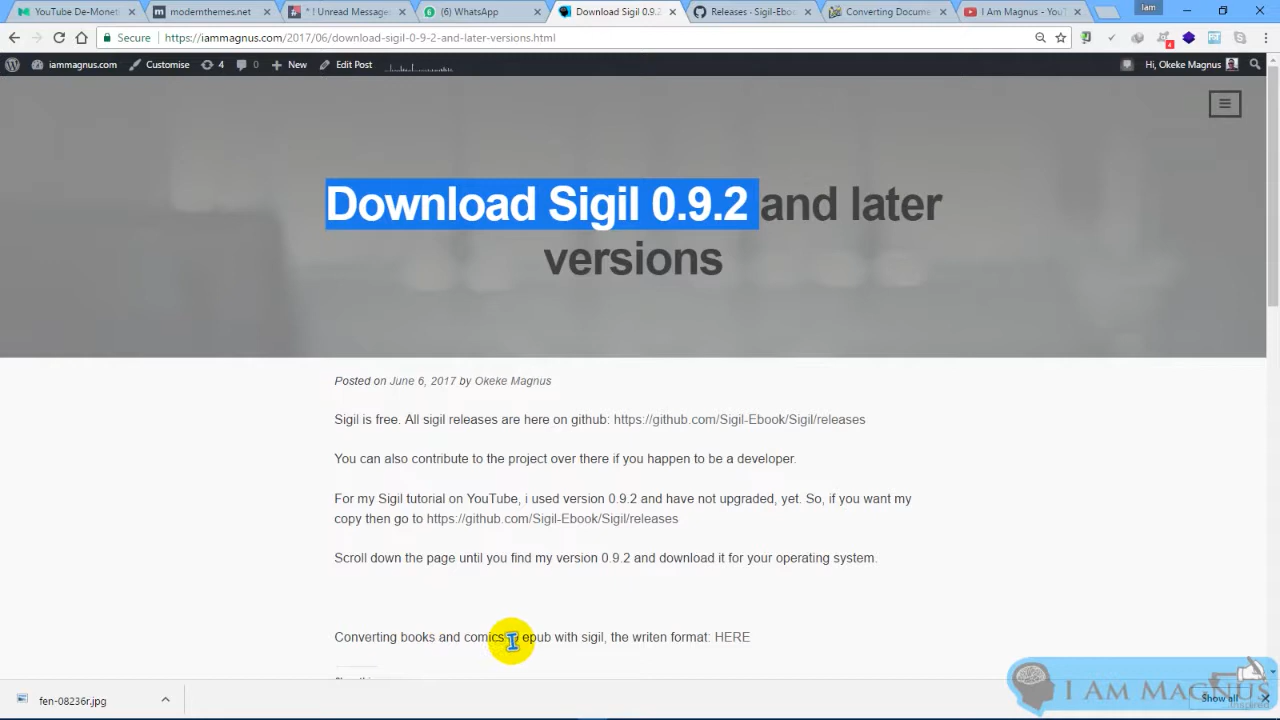 YouTube De-Moneti
modernthemes.net
* ! Unread Message
(6) WhatsApp
Download Sigil 0.9.2
Releases · Sigil-Eboo
Converting Docume
I Am Magnus - YouT
Iam
Secure
https://iammagnus.com/2017/06/download-sigil-0-9-2-and-later-versions.html
iammagnus.com Customise 4 0 New Edit Post
Hi, Okeke Magnus
Download Sigil 0.9.2 and later
versions
Posted on June 6, 2017 by Okeke Magnus
Sigil is free. All sigil releases are here on github: https://github.com/Sigil-Ebook/Sigil/releases
You can also contribute to the project over there if you happen to be a developer.
For my Sigil tutorial on YouTube, i used version 0.9.2 and have not upgraded, yet. So, if you want my
copy then go to https://github.com/Sigil-Ebook/Sigil/releases
Scroll down the page until you find my version 0.9.2 and download it for your operating system.
Converting books and comics epub with sigil, the writen format: HERE
fen-08236r.jpg
Show all
I AM MAGNUS